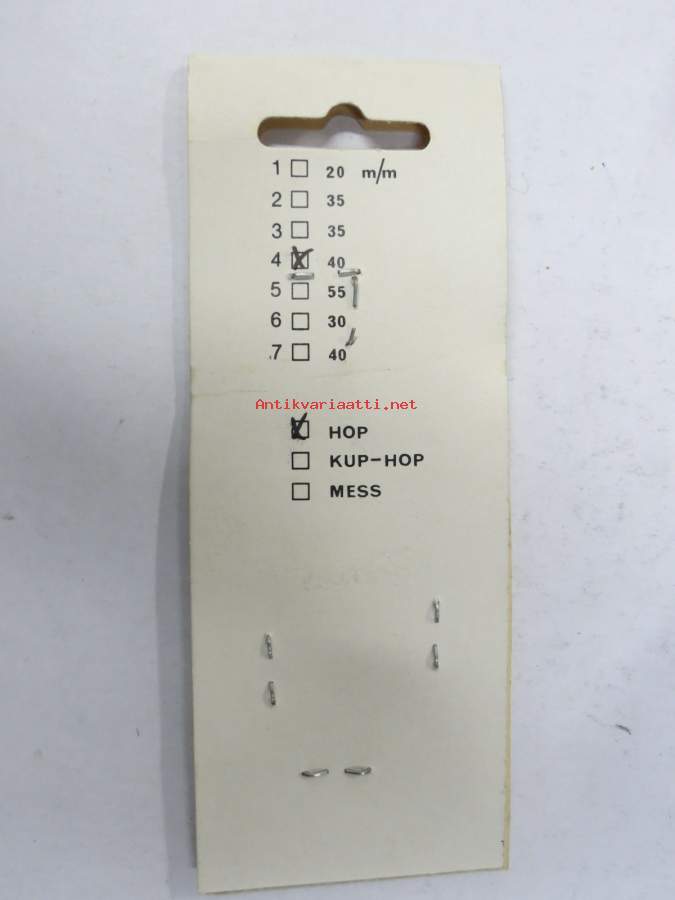 1 20 m/m
2 35
3 35
4 40
5 55
6 30
7 40
Antikvariaatti.net
HOP
KUP-HOP
MESS